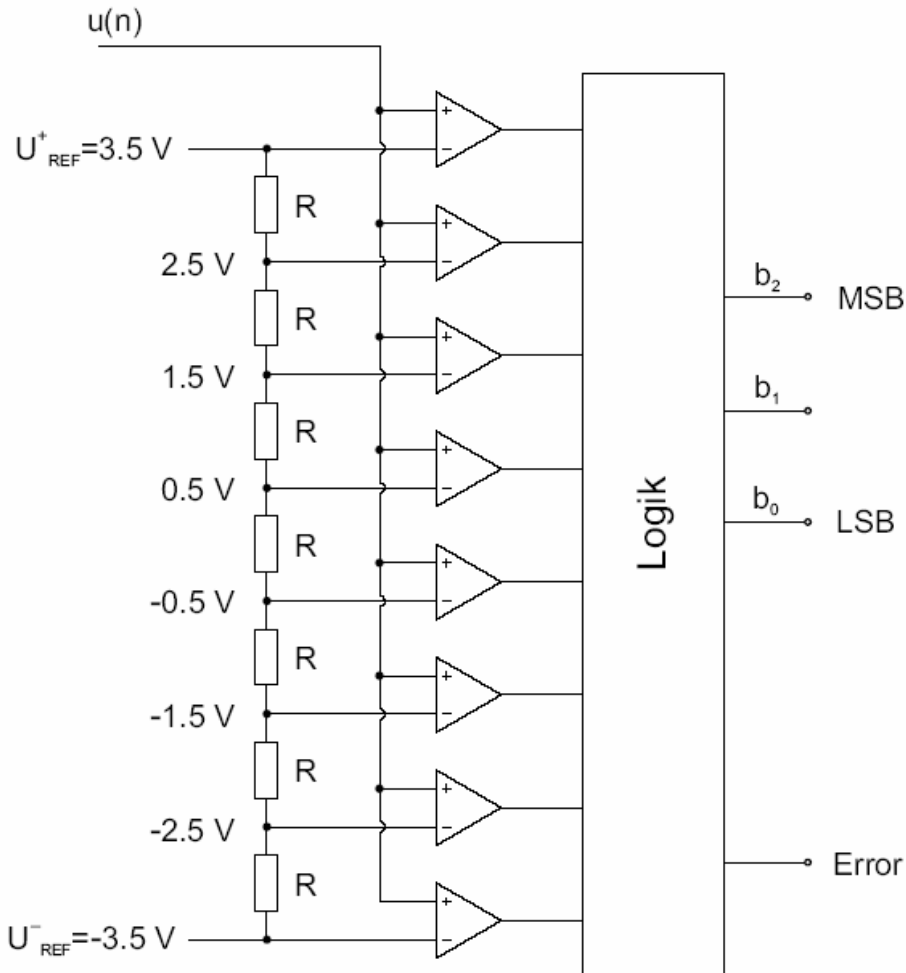 u(n)
U⁺REF=3.5 V
R
2.5 V
R
1.5 V
R
0.5 V
R
-0.5 V
R
-1.5 V
R
-2.5 V
R
U⁻REF=-3.5 V
+
−
+
−
+
−
+
−
+
−
+
−
+
−
+
−
Logik
b₂
MSB
b₁
b₀
LSB
Error